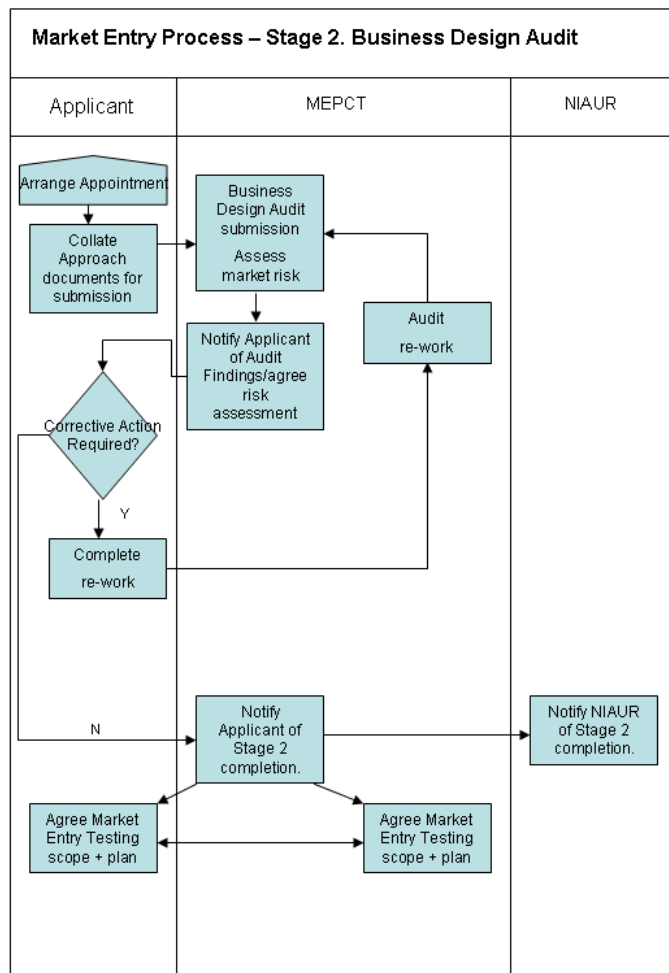 Market Entry Process – Stage 2. Business Design Audit
Applicant
MEPCT
NIAUR
Arrange Appointment
Collate
Approach
documents for
submission
Business
Design Audit
submission
Assess
market risk
Notify Applicant
of Audit
Findings/agree
risk
assessment
Audit
re-work
Corrective Action
Required?
Y
Complete
re-work
N
Notify
Applicant of
Stage 2
completion.
Notify NIAUR
of Stage 2
completion.
Agree Market
Entry Testing
scope + plan
Agree Market
Entry Testing
scope + plan